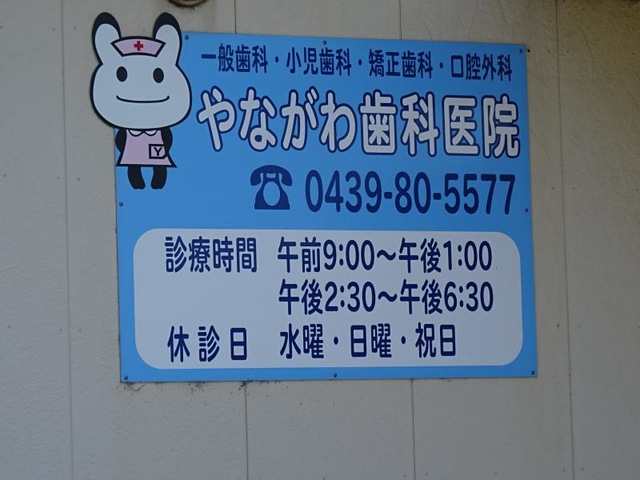 一般歯科・小児歯科・矯正歯科・口腔外科
やながわ歯科医院
Y
☎ 0439-80-5577
診療時間 午前9:00～午後1:00
午後2:30～午後6:30
休診日 水曜・日曜・祝日